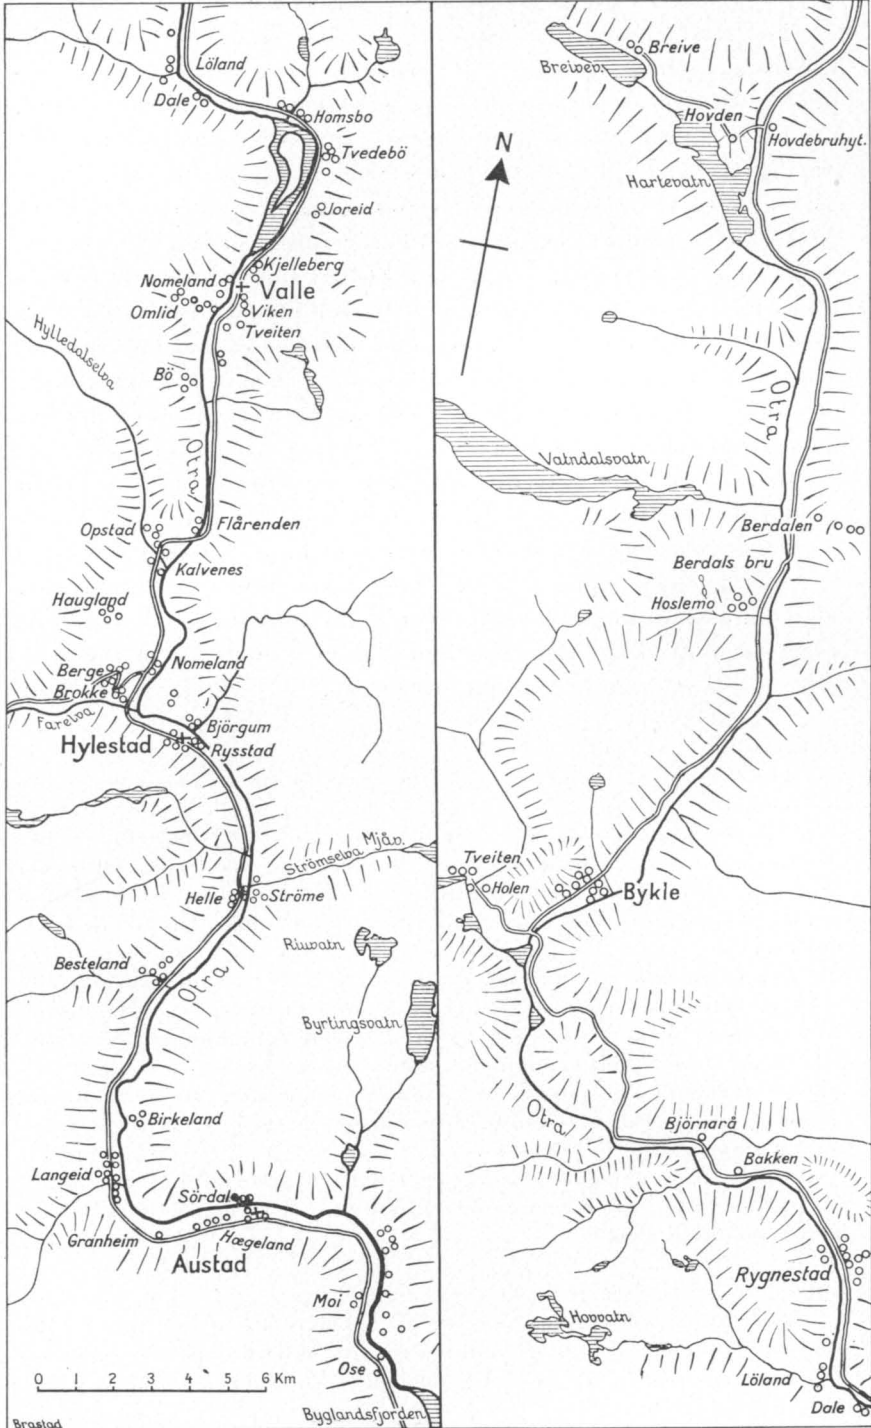 Löland
Dale
Homsbo
Tvedebö
Joreid
Kjelleberg
Nomeland
Valle
Omlid
Viken
Tveiten
Hylledalselva
Bö
Otra
Opstad
Flårenden
Kalvenes
Haugland
Nomeland
Berge
Brokke
Fareiva
Björgum
Hylestad
Rysstad
Strömselva Mjåv.
Helle
Ströme
Riuvatn
Besteland
Otra
Byrtingsvatn
Birkeland
Langeid
Sördal
Granheim
Hægeland
Austad
Moi
Ose
0 1 2 3 4 5 6 Km
Byglandsfjorden
Brastad
Breive
Breivev.
Hovden
Hovdebruhyt.
Hartevatn
N
Otra
Vatndalsvatn
Berdalen
Berdals bru
Hoslemo
Tveiten
Holen
Bykle
Otra
Björnarå
Bakken
Rygnestad
Hovvatn
Löland
Dale